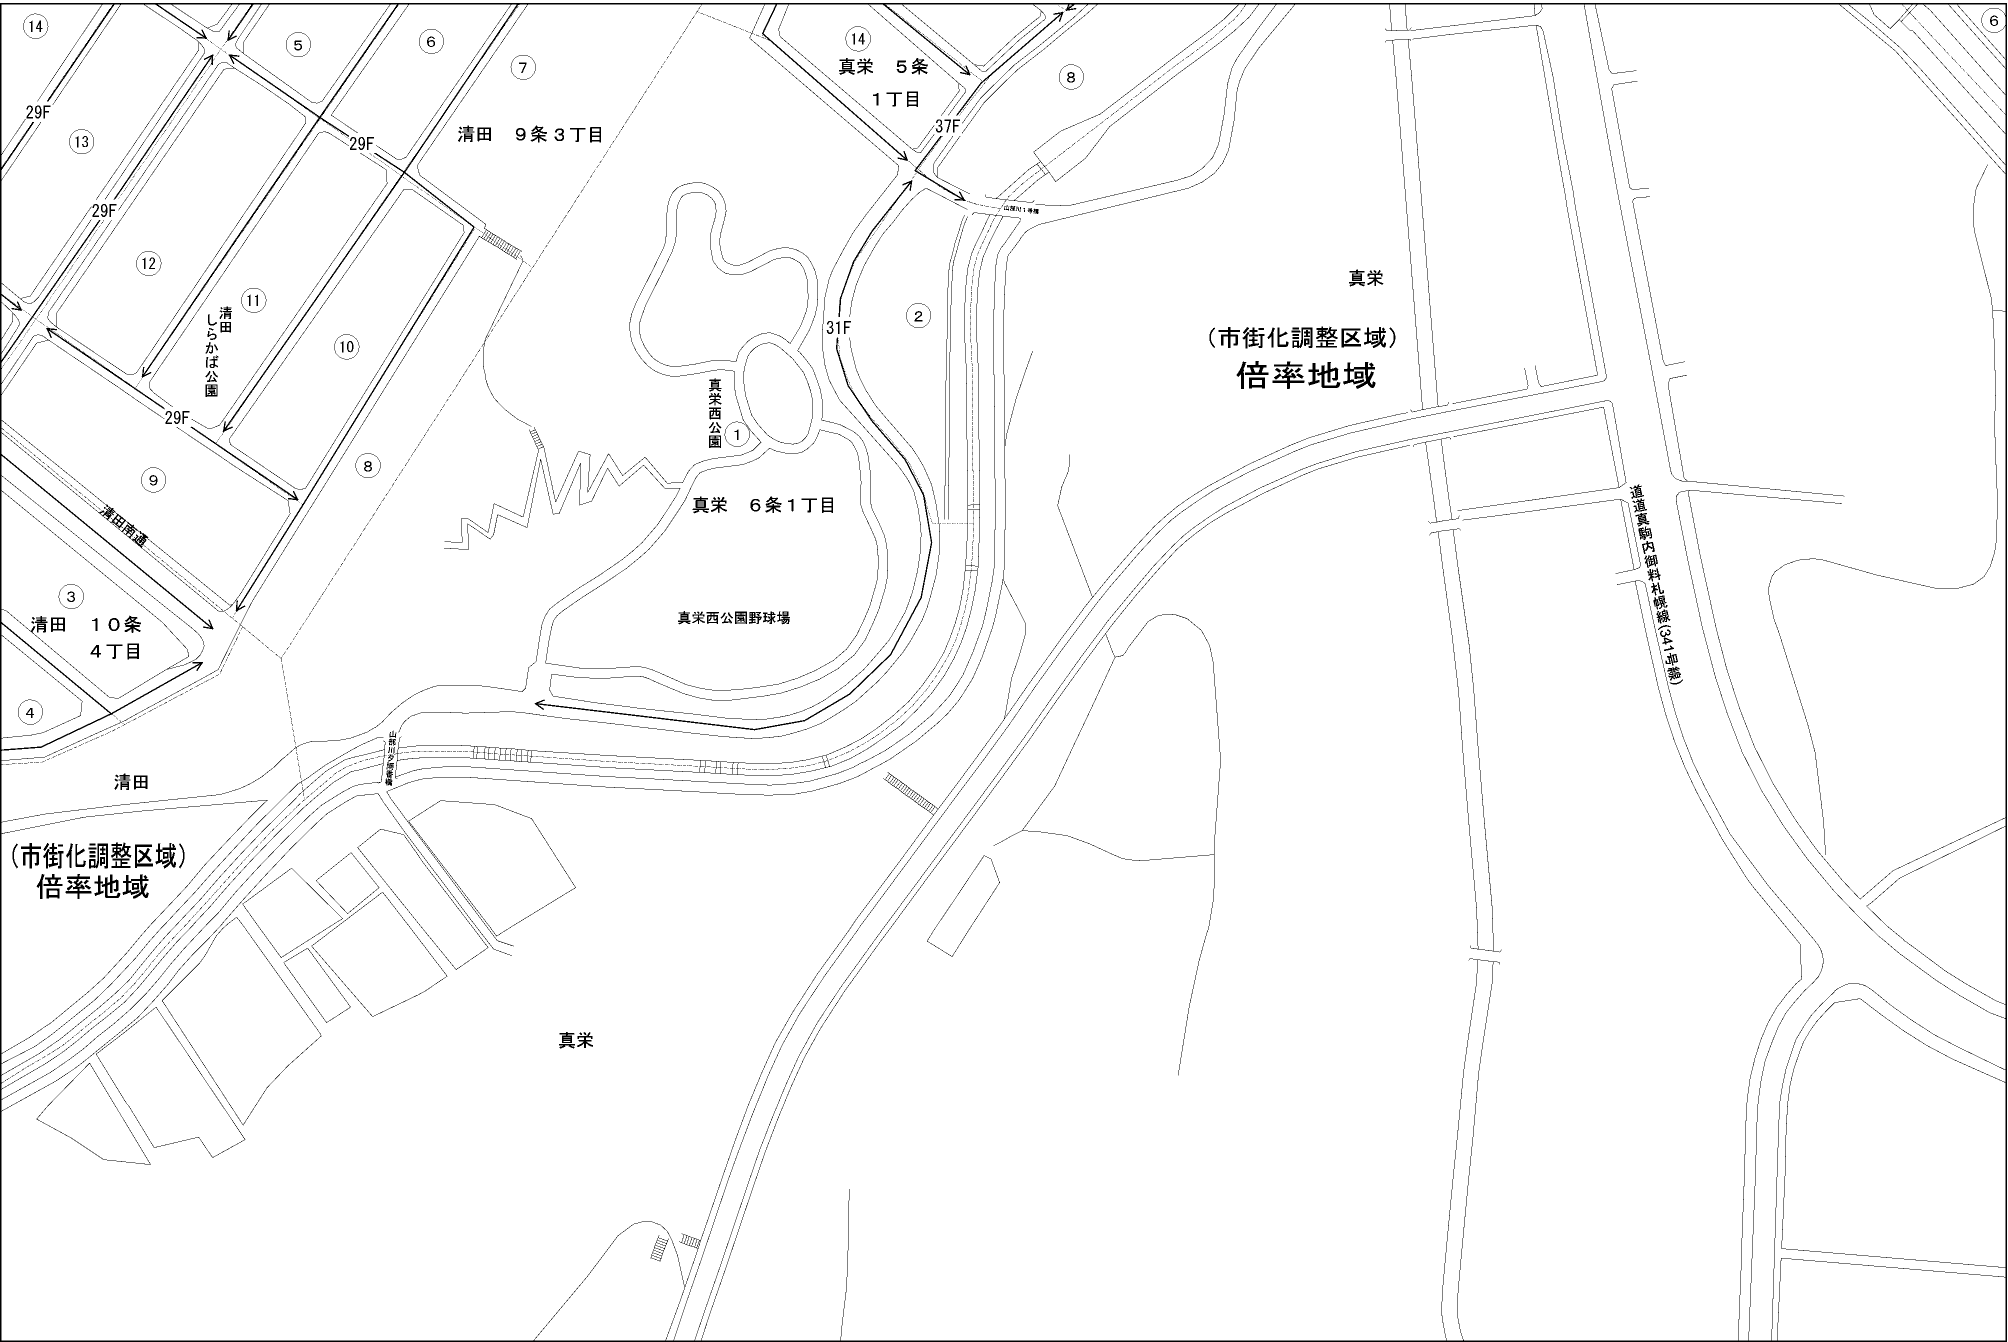 ⑭
⑤
⑥
⑦
⑭
真栄　５条
１丁目
⑧
⑥
29F
⑬
29F
清田　９条３丁目
37F
29F
山部川１号橋
⑫
⑪
清田
しらかば公園
⑩
31F
②
真栄
（市街化調整区域）
倍率地域
29F
真栄西公園
①
⑨
⑧
清田南通
真栄　６条１丁目
道道真駒内御料札幌線(341号線)
③
清田　１０条
４丁目
真栄西公園野球場
④
清田
（市街化調整区域）
倍率地域
真栄